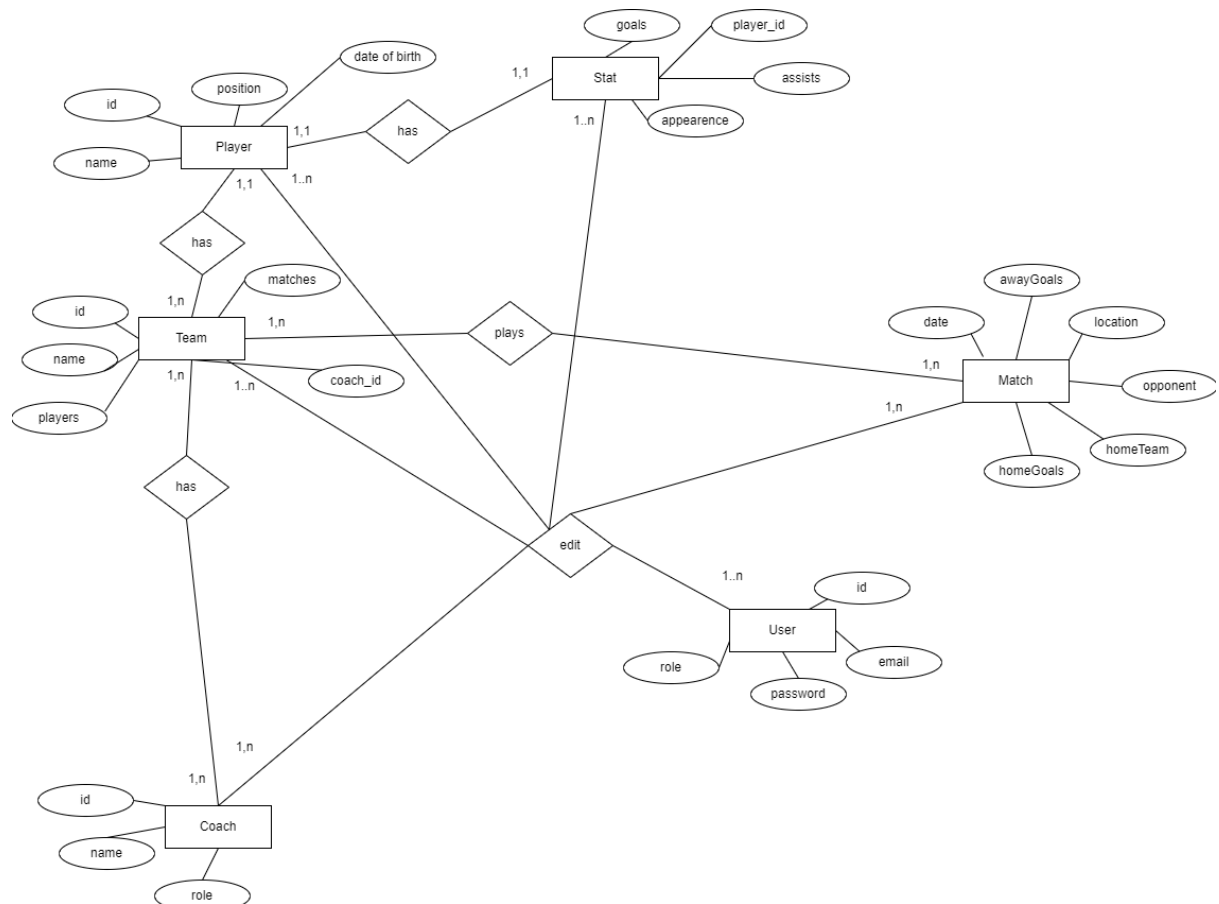 goals
player_id
date of birth
1,1
Stat
assists
position
id
1..n
appearence
has
1,1
Player
name
1,1
1..n
has
matches
awayGoals
1,n
id
1,n
date
location
plays
Team
name
1,n
1,n
1..n
coach_id
Match
opponent
players
1,n
homeTeam
homeGoals
has
edit
1..n
id
User
role
email
password
1,n
1,n
id
Coach
name
role